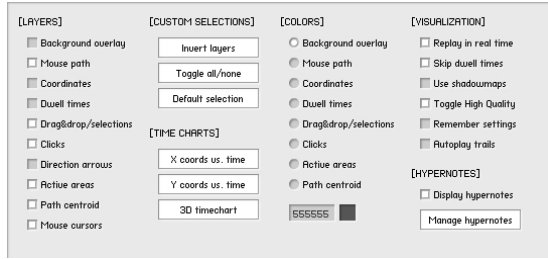 [LAYERS]
Background overlay
Mouse path
Coordinates
Dwell times
Drag&drop/selections
Clicks
Direction arrows
Active areas
Path centroid
Mouse cursors
[CUSTOM SELECTIONS]
Invert layers
Toggle all/none
Default selection
[TIME CHARTS]
X coords vs. time
Y coords vs. time
3D timechart
[COLORS]
Background overlay
Mouse path
Coordinates
Dwell times
Drag&drop/selections
Clicks
Active areas
Path centroid
555555
[VISUALIZATION]
Replay in real time
Skip dwell times
Use shadowmaps
Toggle High Quality
Remember settings
Autoplay trails
[HYPERNOTES]
Display hypernotes
Manage hypernotes